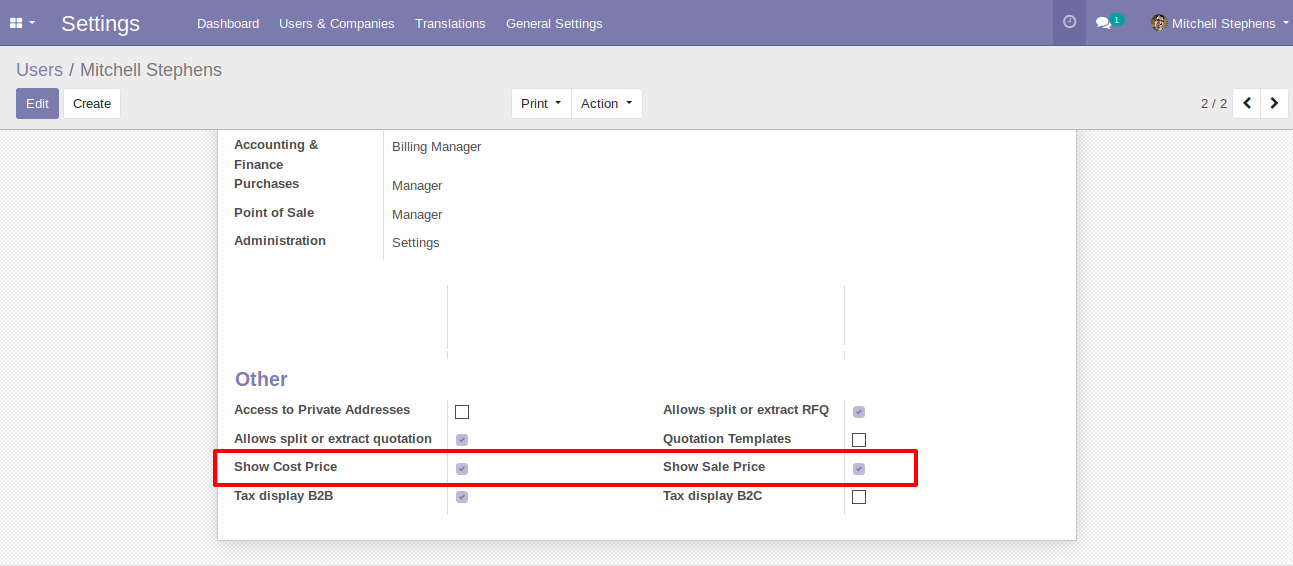 Settings Dashboard Users & Companies Translations General Settings 1 Mitchell Stephens
Users / Mitchell Stephens
Edit Create Print Action 2 / 2
Accounting & Billing Manager
Finance
Purchases Manager
Point of Sale Manager
Administration Settings
Other
Access to Private Addresses Allows split or extract RFQ
Allows split or extract quotation Quotation Templates
Show Cost Price Show Sale Price
Tax display B2B Tax display B2C